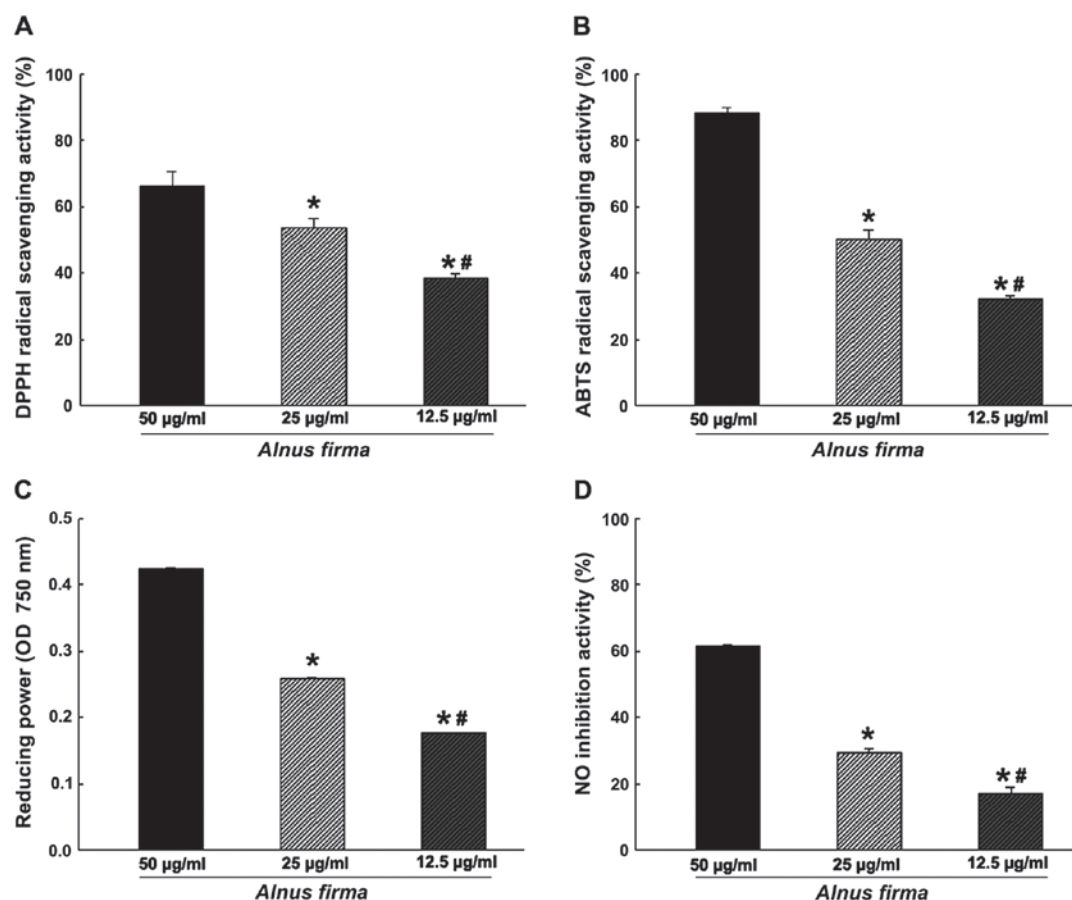 A
DPPH radical scavenging activity (%)
100
80
60
40
20
0
*
* #
50 µg/ml 25 µg/ml 12.5 µg/ml
Alnus firma
B
ABTS radical scavenging activity (%)
100
80
60
40
20
0
*
* #
50 µg/ml 25 µg/ml 12.5 µg/ml
Alnus firma
C
Reducing power (OD 750 nm)
0.5
0.4
0.3
0.2
0.1
0.0
*
* #
50 µg/ml 25 µg/ml 12.5 µg/ml
Alnus firma
D
NO inhibition activity (%)
100
80
60
40
20
0
*
* #
50 µg/ml 25 µg/ml 12.5 µg/ml
Alnus firma